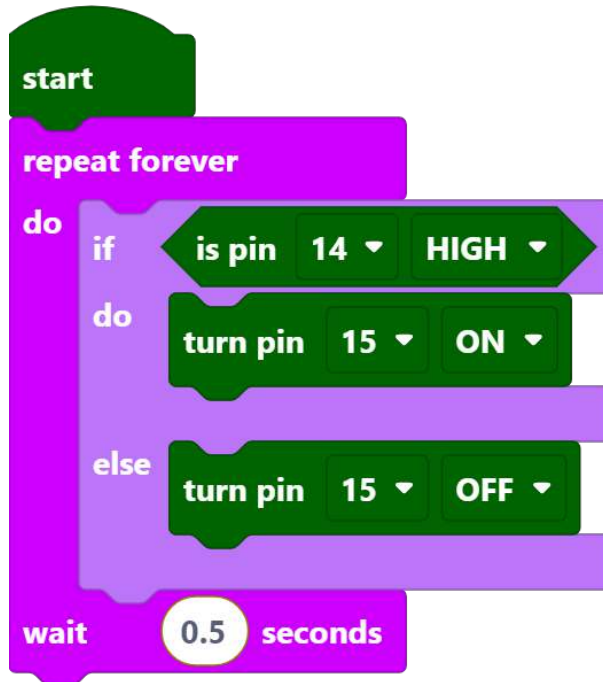 start
repeat forever
do
if is pin 14 HIGH
do
turn pin 15 ON
else
turn pin 15 OFF
wait 0.5 seconds